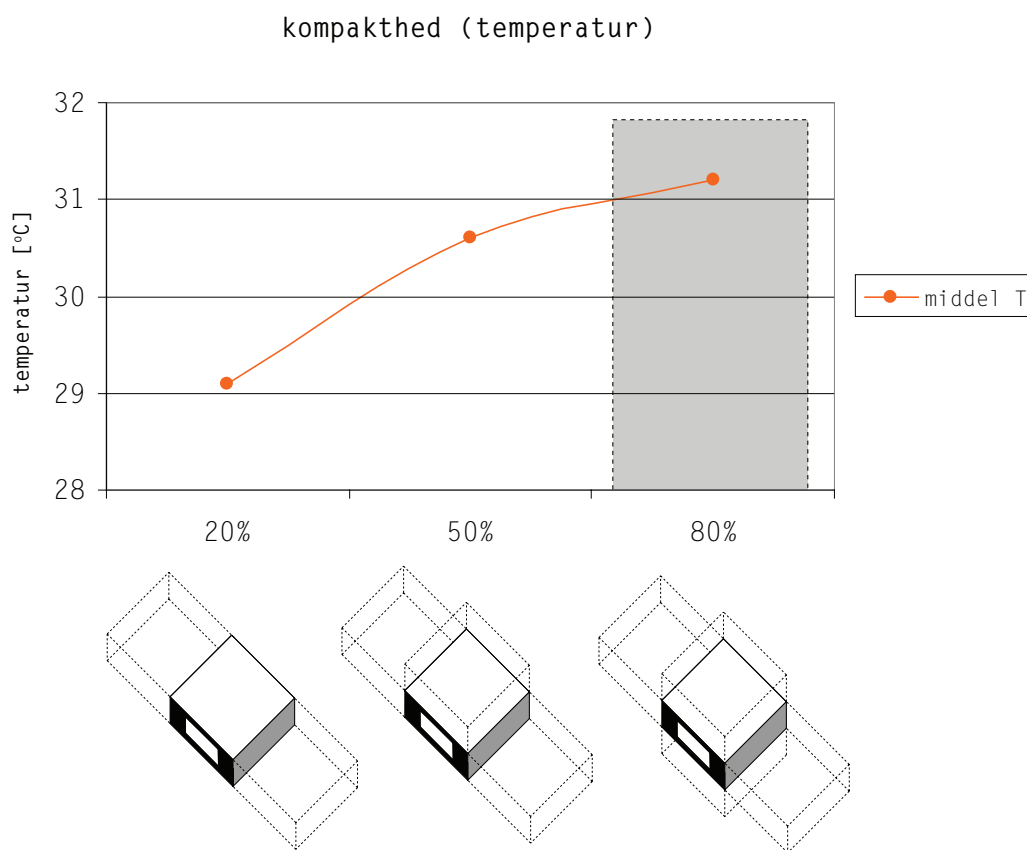 kompakthed (temperatur)
32
31
30
29
28
temperatur [°C]
middel T
20% 50% 80%